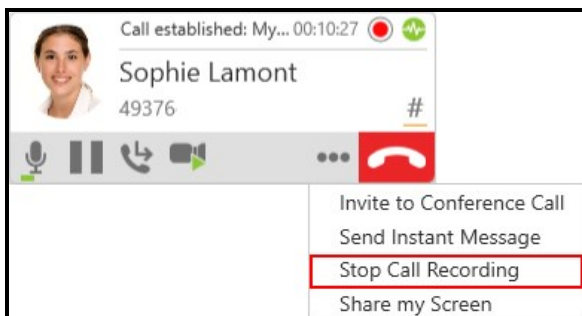 Call established: My... 00:10:27
Sophie Lamont
49376
#
Invite to Conference Call
Send Instant Message
Stop Call Recording
Share my Screen